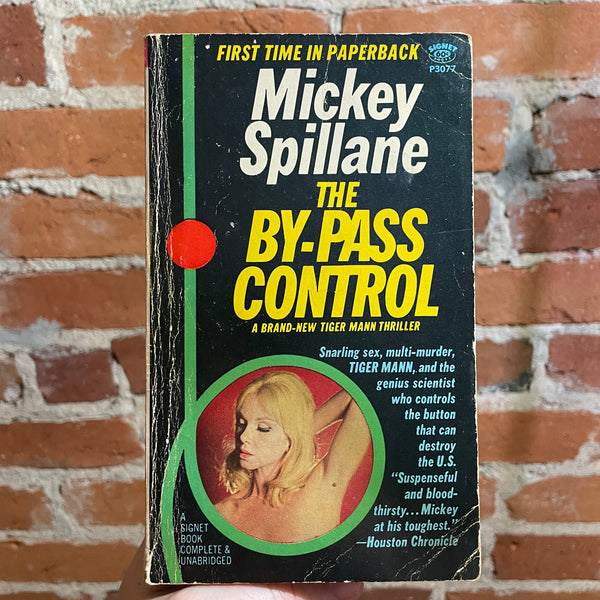 FIRST TIME IN PAPERBACK
SIGNET
60¢
P3077
Mickey
Spillane
THE
BY-PASS
CONTROL
A BRAND-NEW TIGER MANN THRILLER
Snarling sex, multi-murder,
TIGER MANN, and the
genius scientist
who controls
the button
that can
destroy
the U.S.
"Suspenseful
and blood-
thirsty... Mickey
at his toughest."
—Houston Chronicle
A
SIGNET
BOOK
COMPLETE &
UNABRIDGED